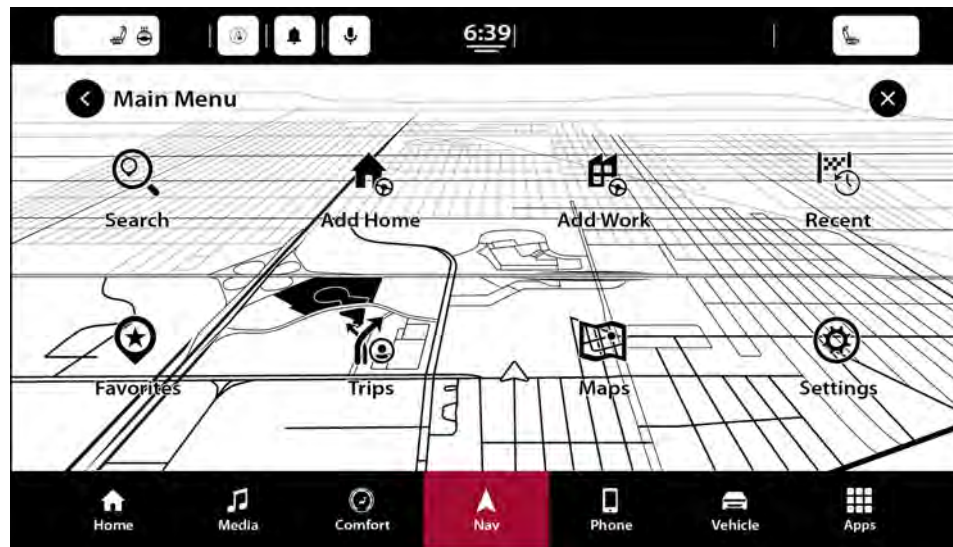 6:39
Main Menu
Search
Add Home
Add Work
Recent
Favorites
Trips
Maps
Settings
Home
Media
Comfort
Nav
Phone
Vehicle
Apps